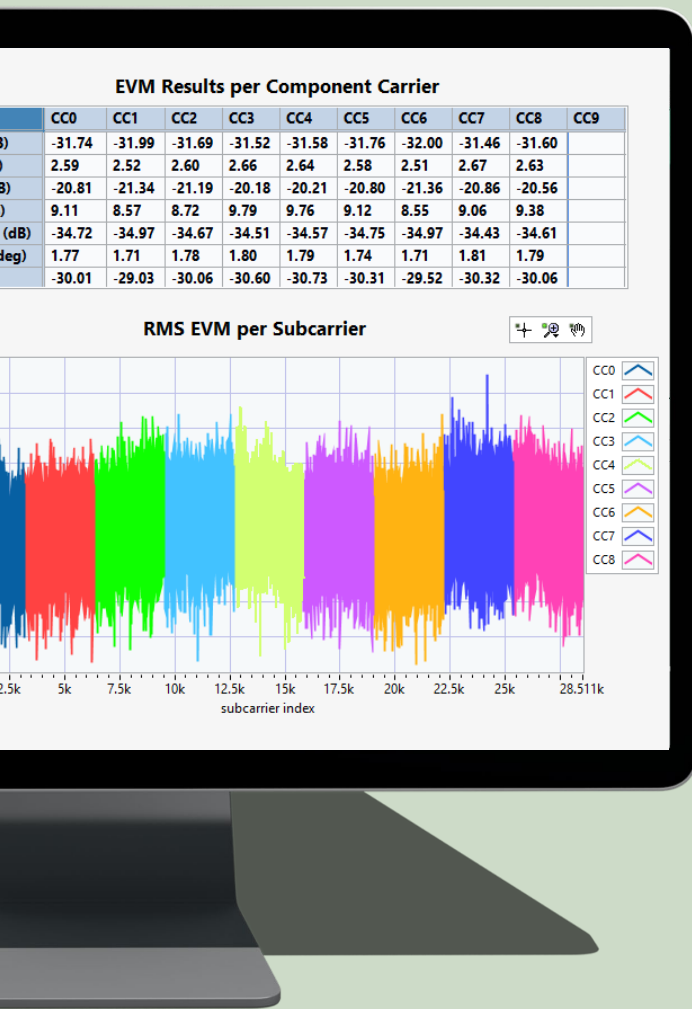 EVM Results per Component Carrier
CC0 CC1 CC2 CC3 CC4 CC5 CC6 CC7 CC8 CC9
-31.74 -31.99 -31.69 -31.52 -31.58 -31.76 -32.00 -31.46 -31.60
2.59 2.52 2.60 2.66 2.64 2.58 2.51 2.67 2.63
-20.81 -21.34 -21.19 -20.18 -20.21 -20.80 -21.36 -20.86 -20.56
9.11 8.57 8.72 9.79 9.76 9.12 8.55 9.06 9.38
(dB) -34.72 -34.97 -34.67 -34.51 -34.57 -34.75 -34.97 -34.43 -34.61
deg) 1.77 1.71 1.78 1.80 1.79 1.74 1.71 1.81 1.79
-30.01 -29.03 -30.06 -30.60 -30.73 -30.31 -29.52 -30.32 -30.06
RMS EVM per Subcarrier
CC0
CC1
CC2
CC3
CC4
CC5
CC6
CC7
CC8
2.5k 5k 7.5k 10k 12.5k 15k 17.5k 20k 22.5k 25k 28.511k
subcarrier index